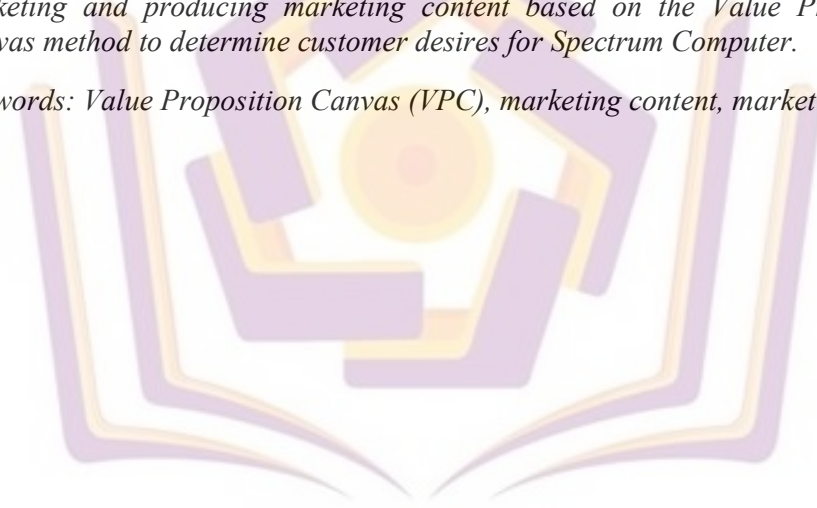 keting and producing marketing content based on the Value P
vas method to determine customer desires for Spectrum Computer.
words: Value Proposition Canvas (VPC), marketing content, market